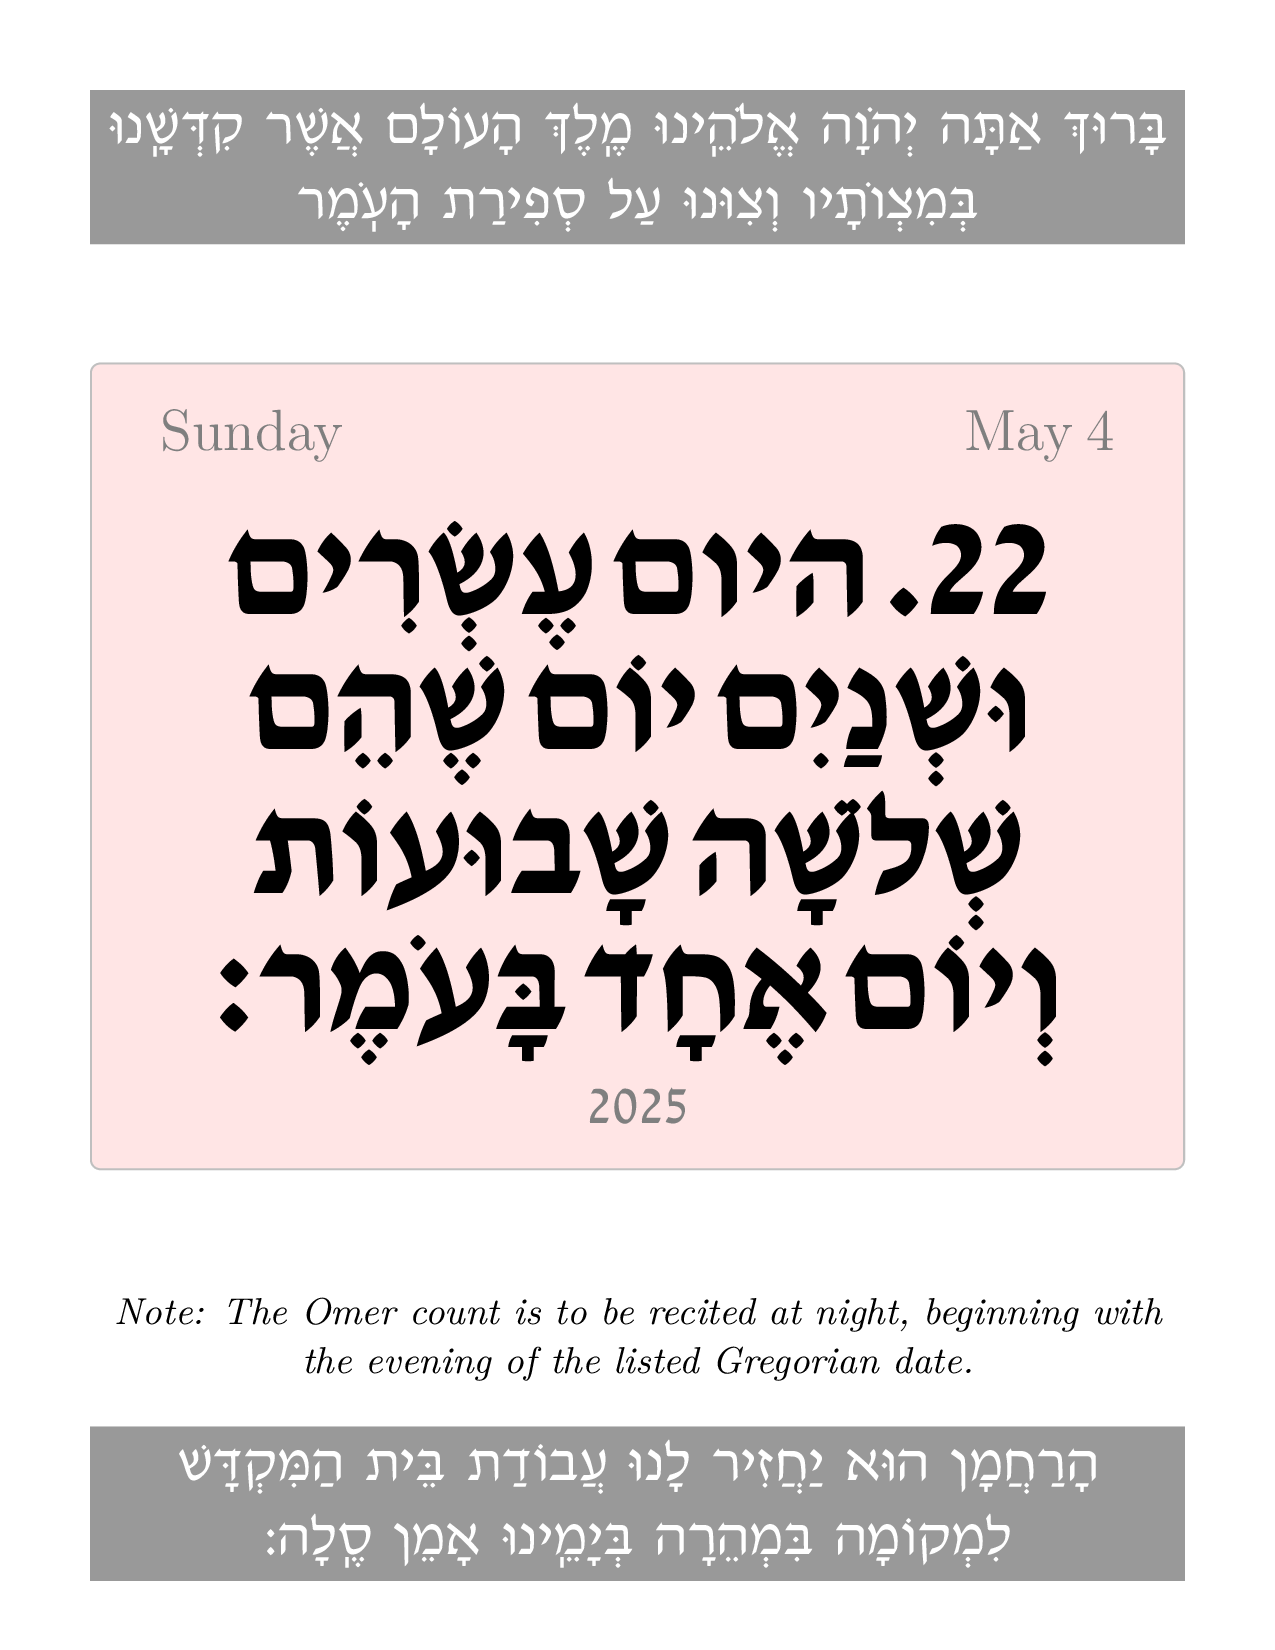 בָּרוּךְ אַתָּה יְהֹוָה אֱלֹהֵֽינוּ מֶֽלֶךְ הָעוֹלָם אֲשֶׁר קִדְּשָֽׁנוּ
בְּמִצְוֹתָיו וְצִוּנוּ עַל סְפִירַת הָעֹֽמֶר
Sunday
May 4
22. היום עֶשְׂרִים
וּשְׁנַיִם יוֹם שֶׁהֵם
שְׁלֹשָׁה שָׁבוּעוֹת
וְיוֹם אֶחָד בָּעֹמֶר:
2025
Note: The Omer count is to be recited at night, beginning with
the evening of the listed Gregorian date.
הָרַחֲמָן הוּא יַחֲזִיר לָנוּ עֲבוֹדַת בֵּית הַמִּקְדָּשׁ
לִמְקוֹמָהּ בִּמְהֵרָה בְּיָמֵֽינוּ אָמֵן סֶֽלָה: